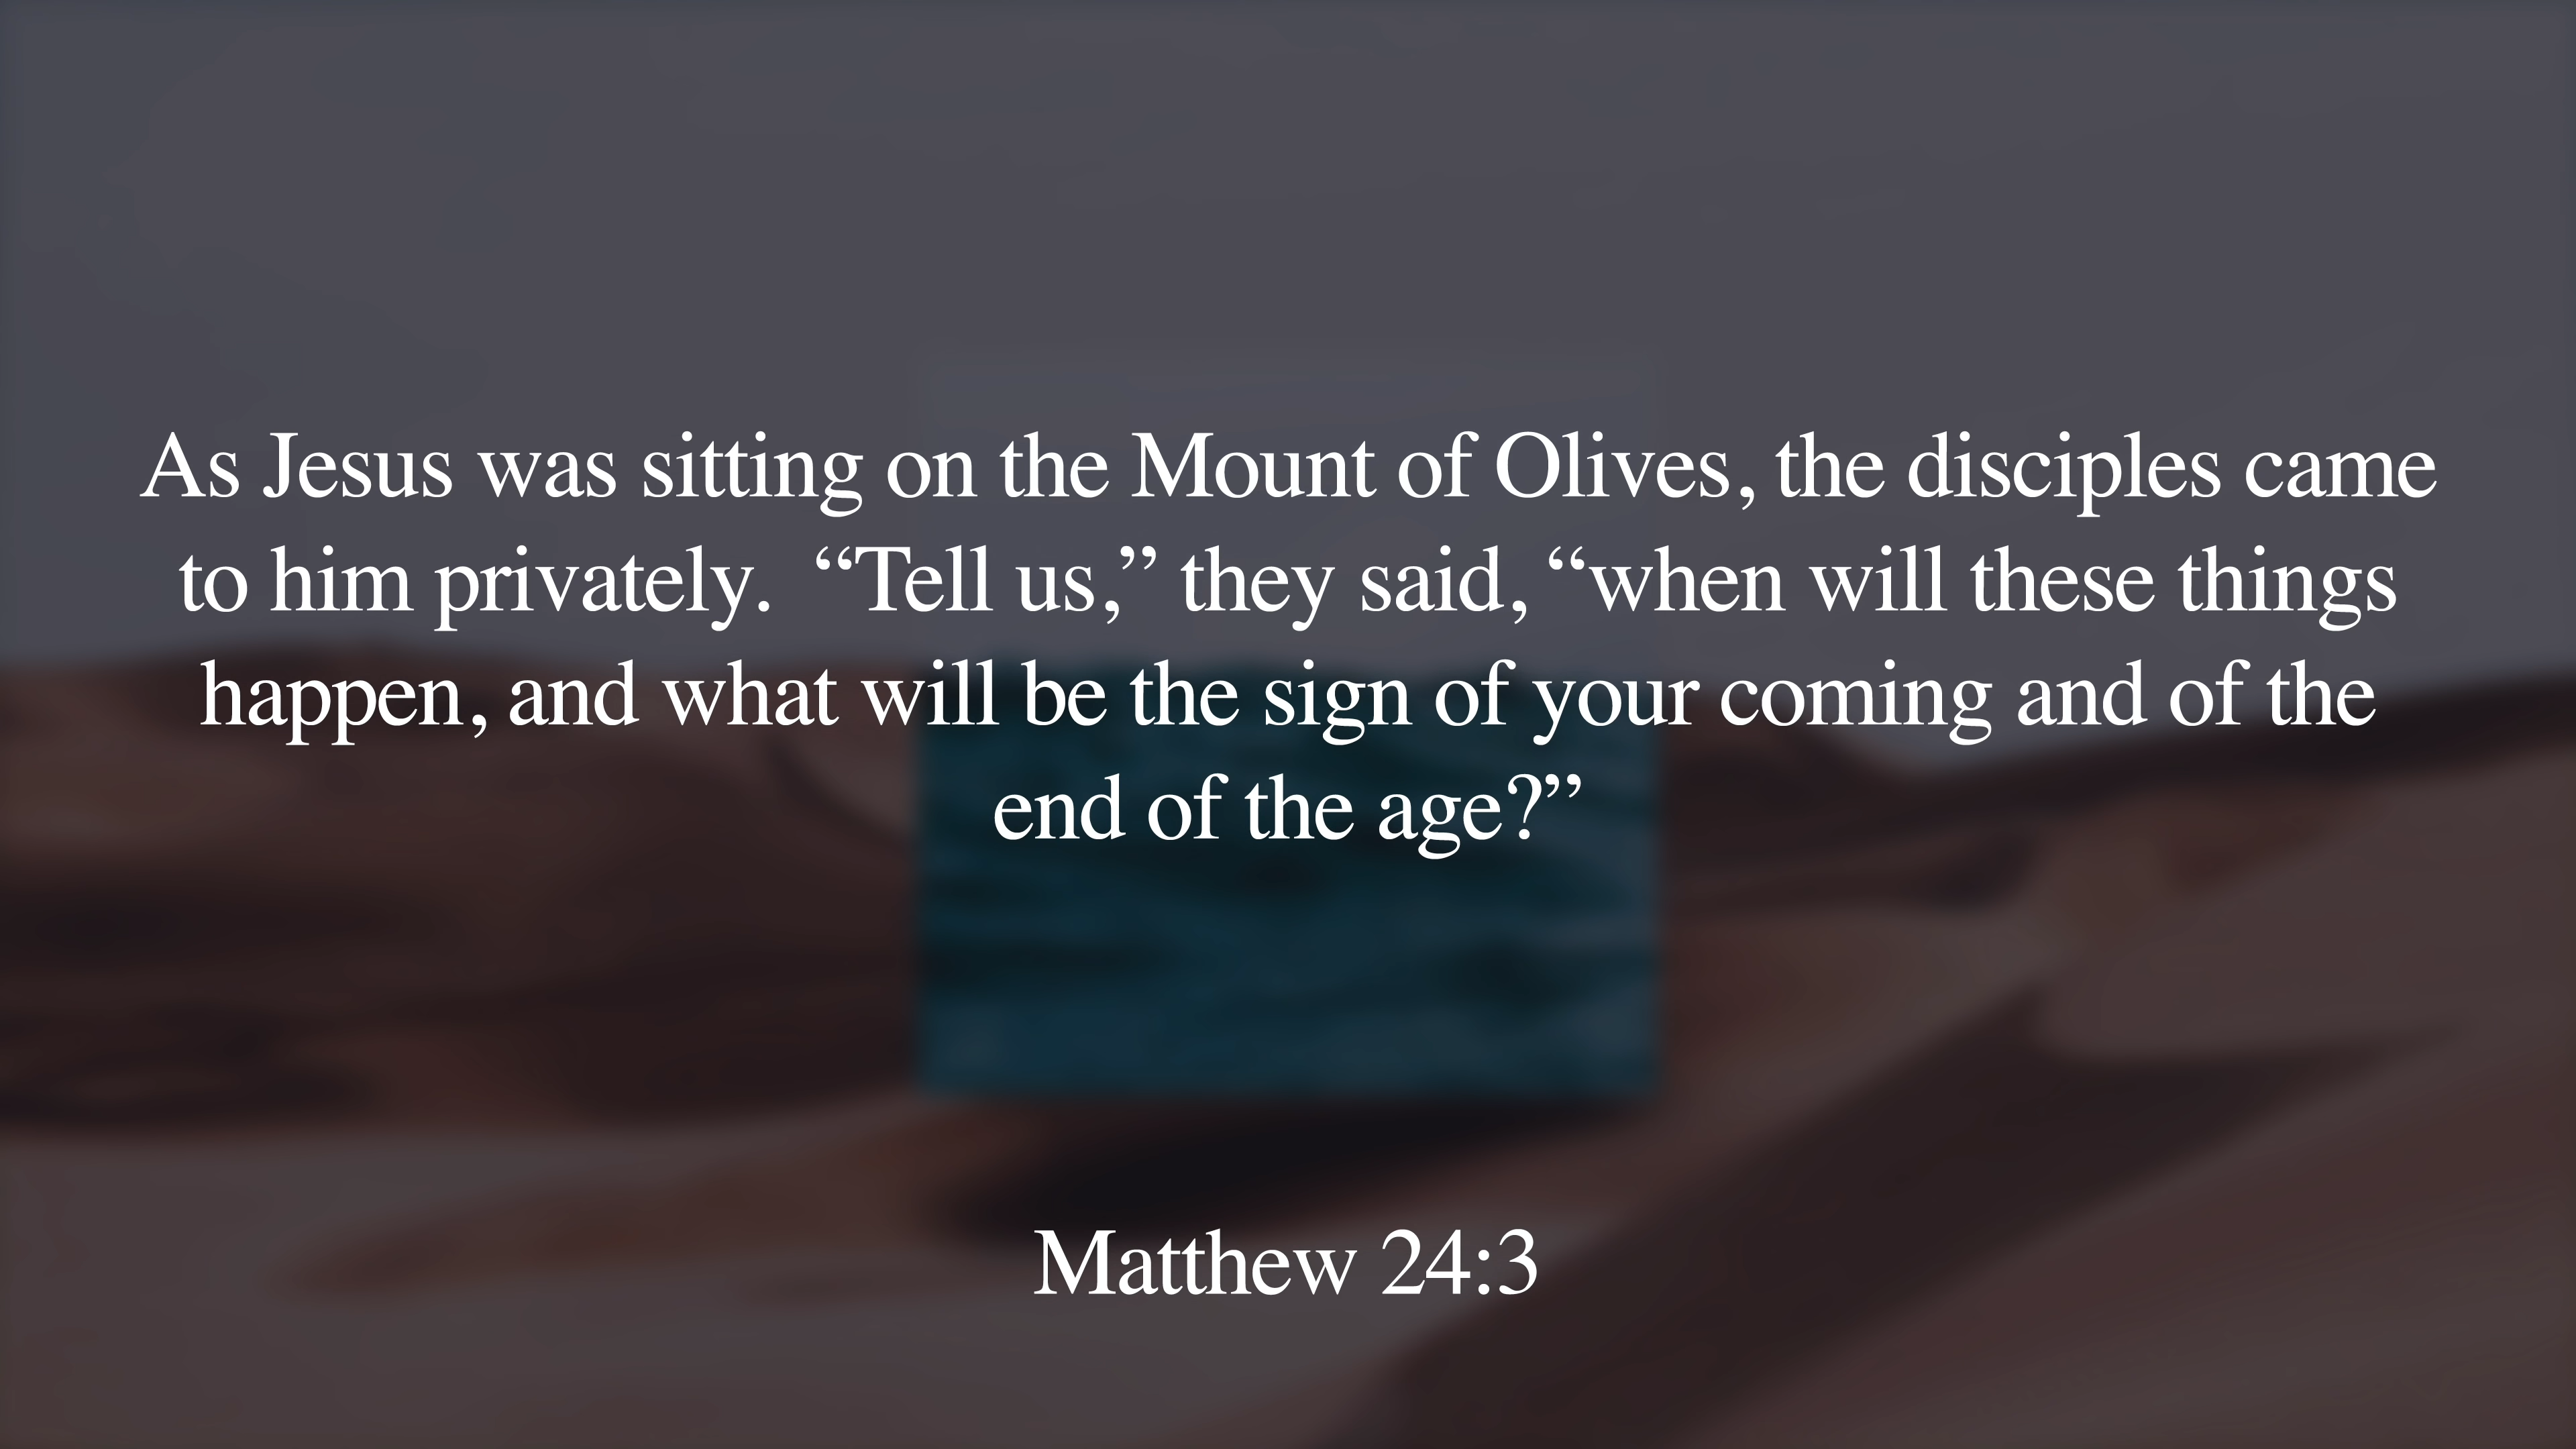 As Jesus was sitting on the Mount of Olives, the disciples came
to him privately.  “Tell us,” they said, “when will these things
happen, and what will be the sign of your coming and of the
end of the age?”
Matthew 24:3